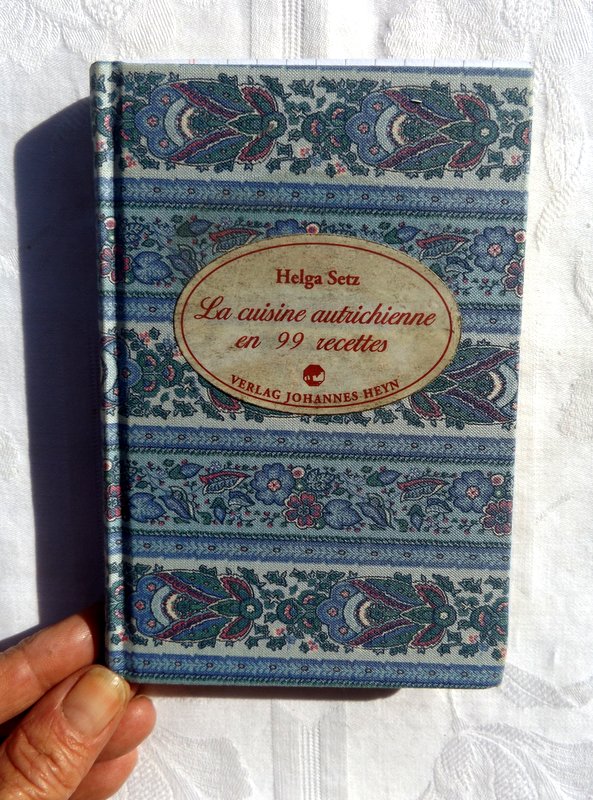 Helga Setz
La cuisine autrichienne
en 99 recettes
VERLAG JOHANNES HEYN